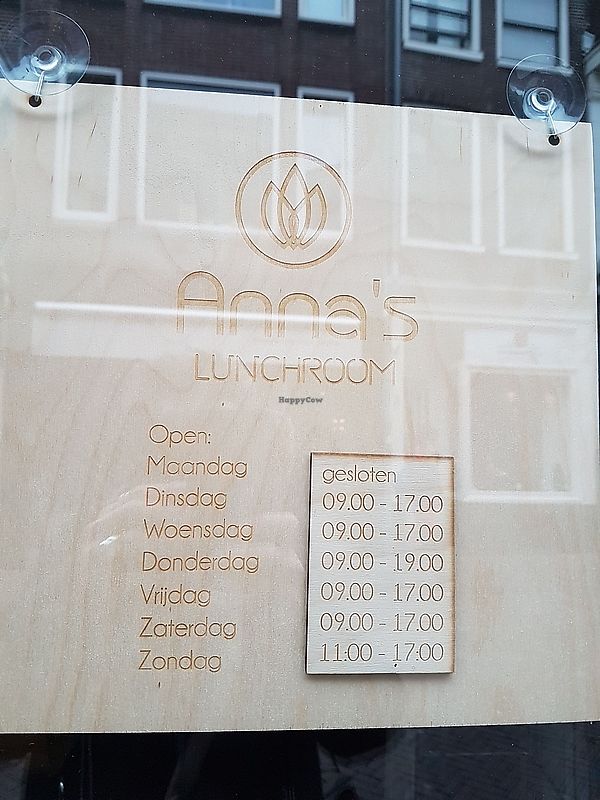 Anna's
LUNCHROOM
HappyCow
Open:
Maandag gesloten
Dinsdag 09.00 - 17.00
Woensdag 09.00 - 17.00
Donderdag 09.00 - 19.00
Vrijdag 09.00 - 17.00
Zaterdag 09.00 - 17.00
Zondag 11:00 - 17:00